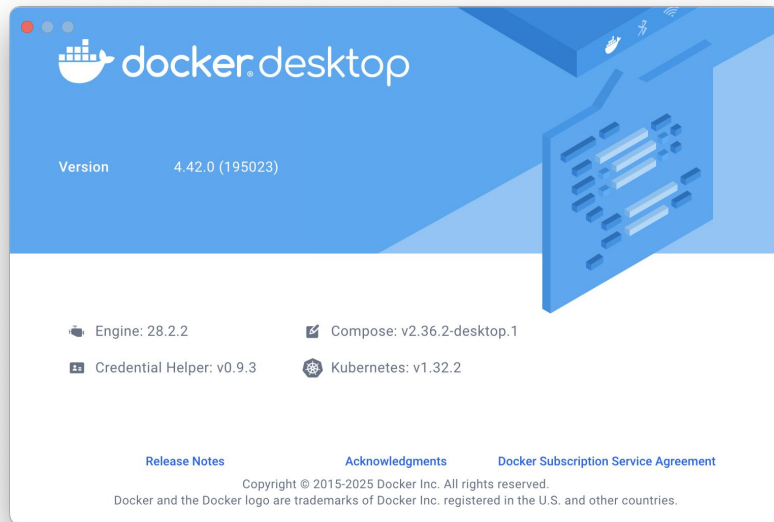 docker desktop
Version 4.42.0 (195023)
Engine: 28.2.2 Compose: v2.36.2-desktop.1
Credential Helper: v0.9.3 Kubernetes: v1.32.2
Release Notes Acknowledgments Docker Subscription Service Agreement
Copyright © 2015-2025 Docker Inc. All rights reserved.
Docker and the Docker logo are trademarks of Docker Inc. registered in the U.S. and other countries.